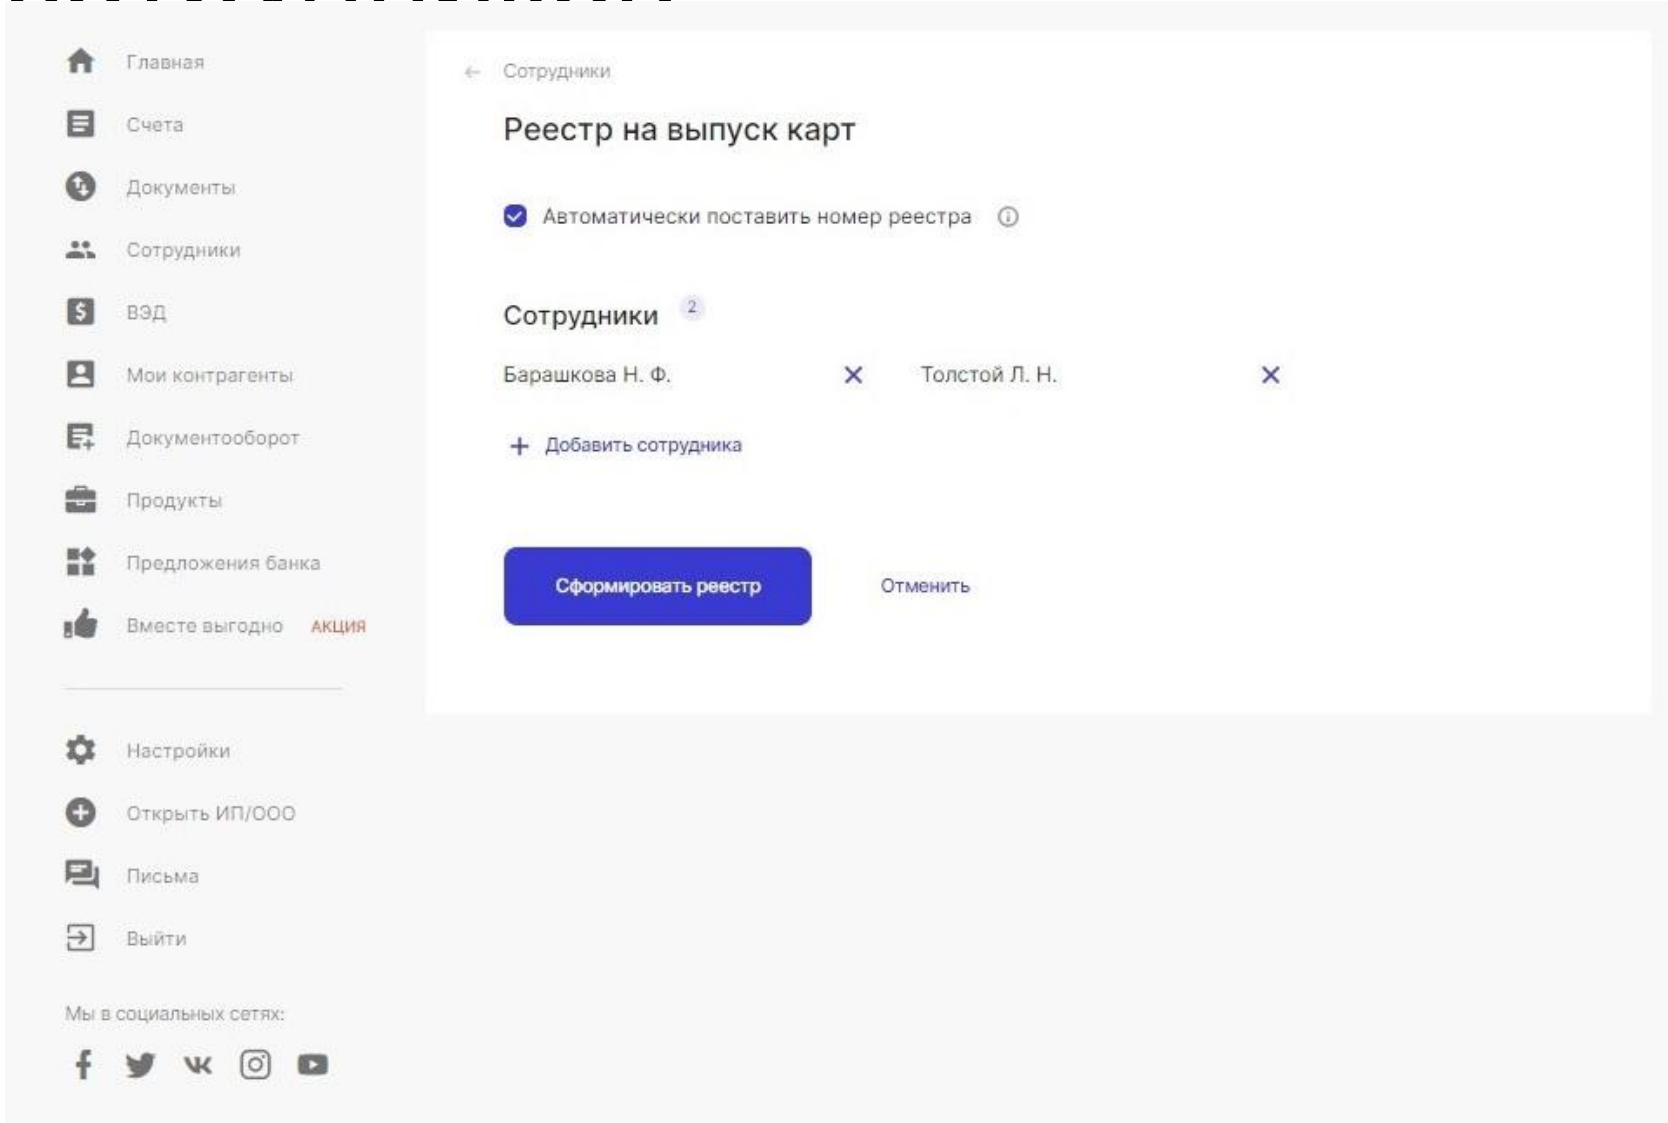 Главная
Счета
Документы
Сотрудники
ВЭД
Мои контрагенты
Документооборот
Продукты
Предложения банка
Вместе выгодно АКЦИЯ
Настройки
Открыть ИП/ООО
Письма
Выйти
Мы в социальных сетях:
← Сотрудники
Реестр на выпуск карт
Автоматически поставить номер реестра
Сотрудники 2
Барашкова Н. Ф.
Толстой Л. Н.
+ Добавить сотрудника
Сформировать реестр
Отменить